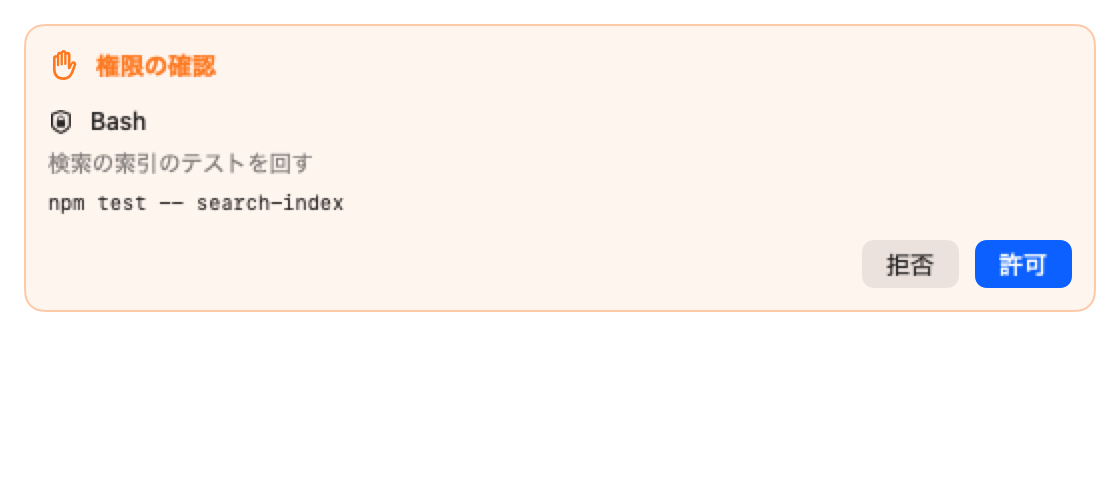 権限の確認
Bash
検索の索引のテストを回す
npm test -- search-index
拒否
許可